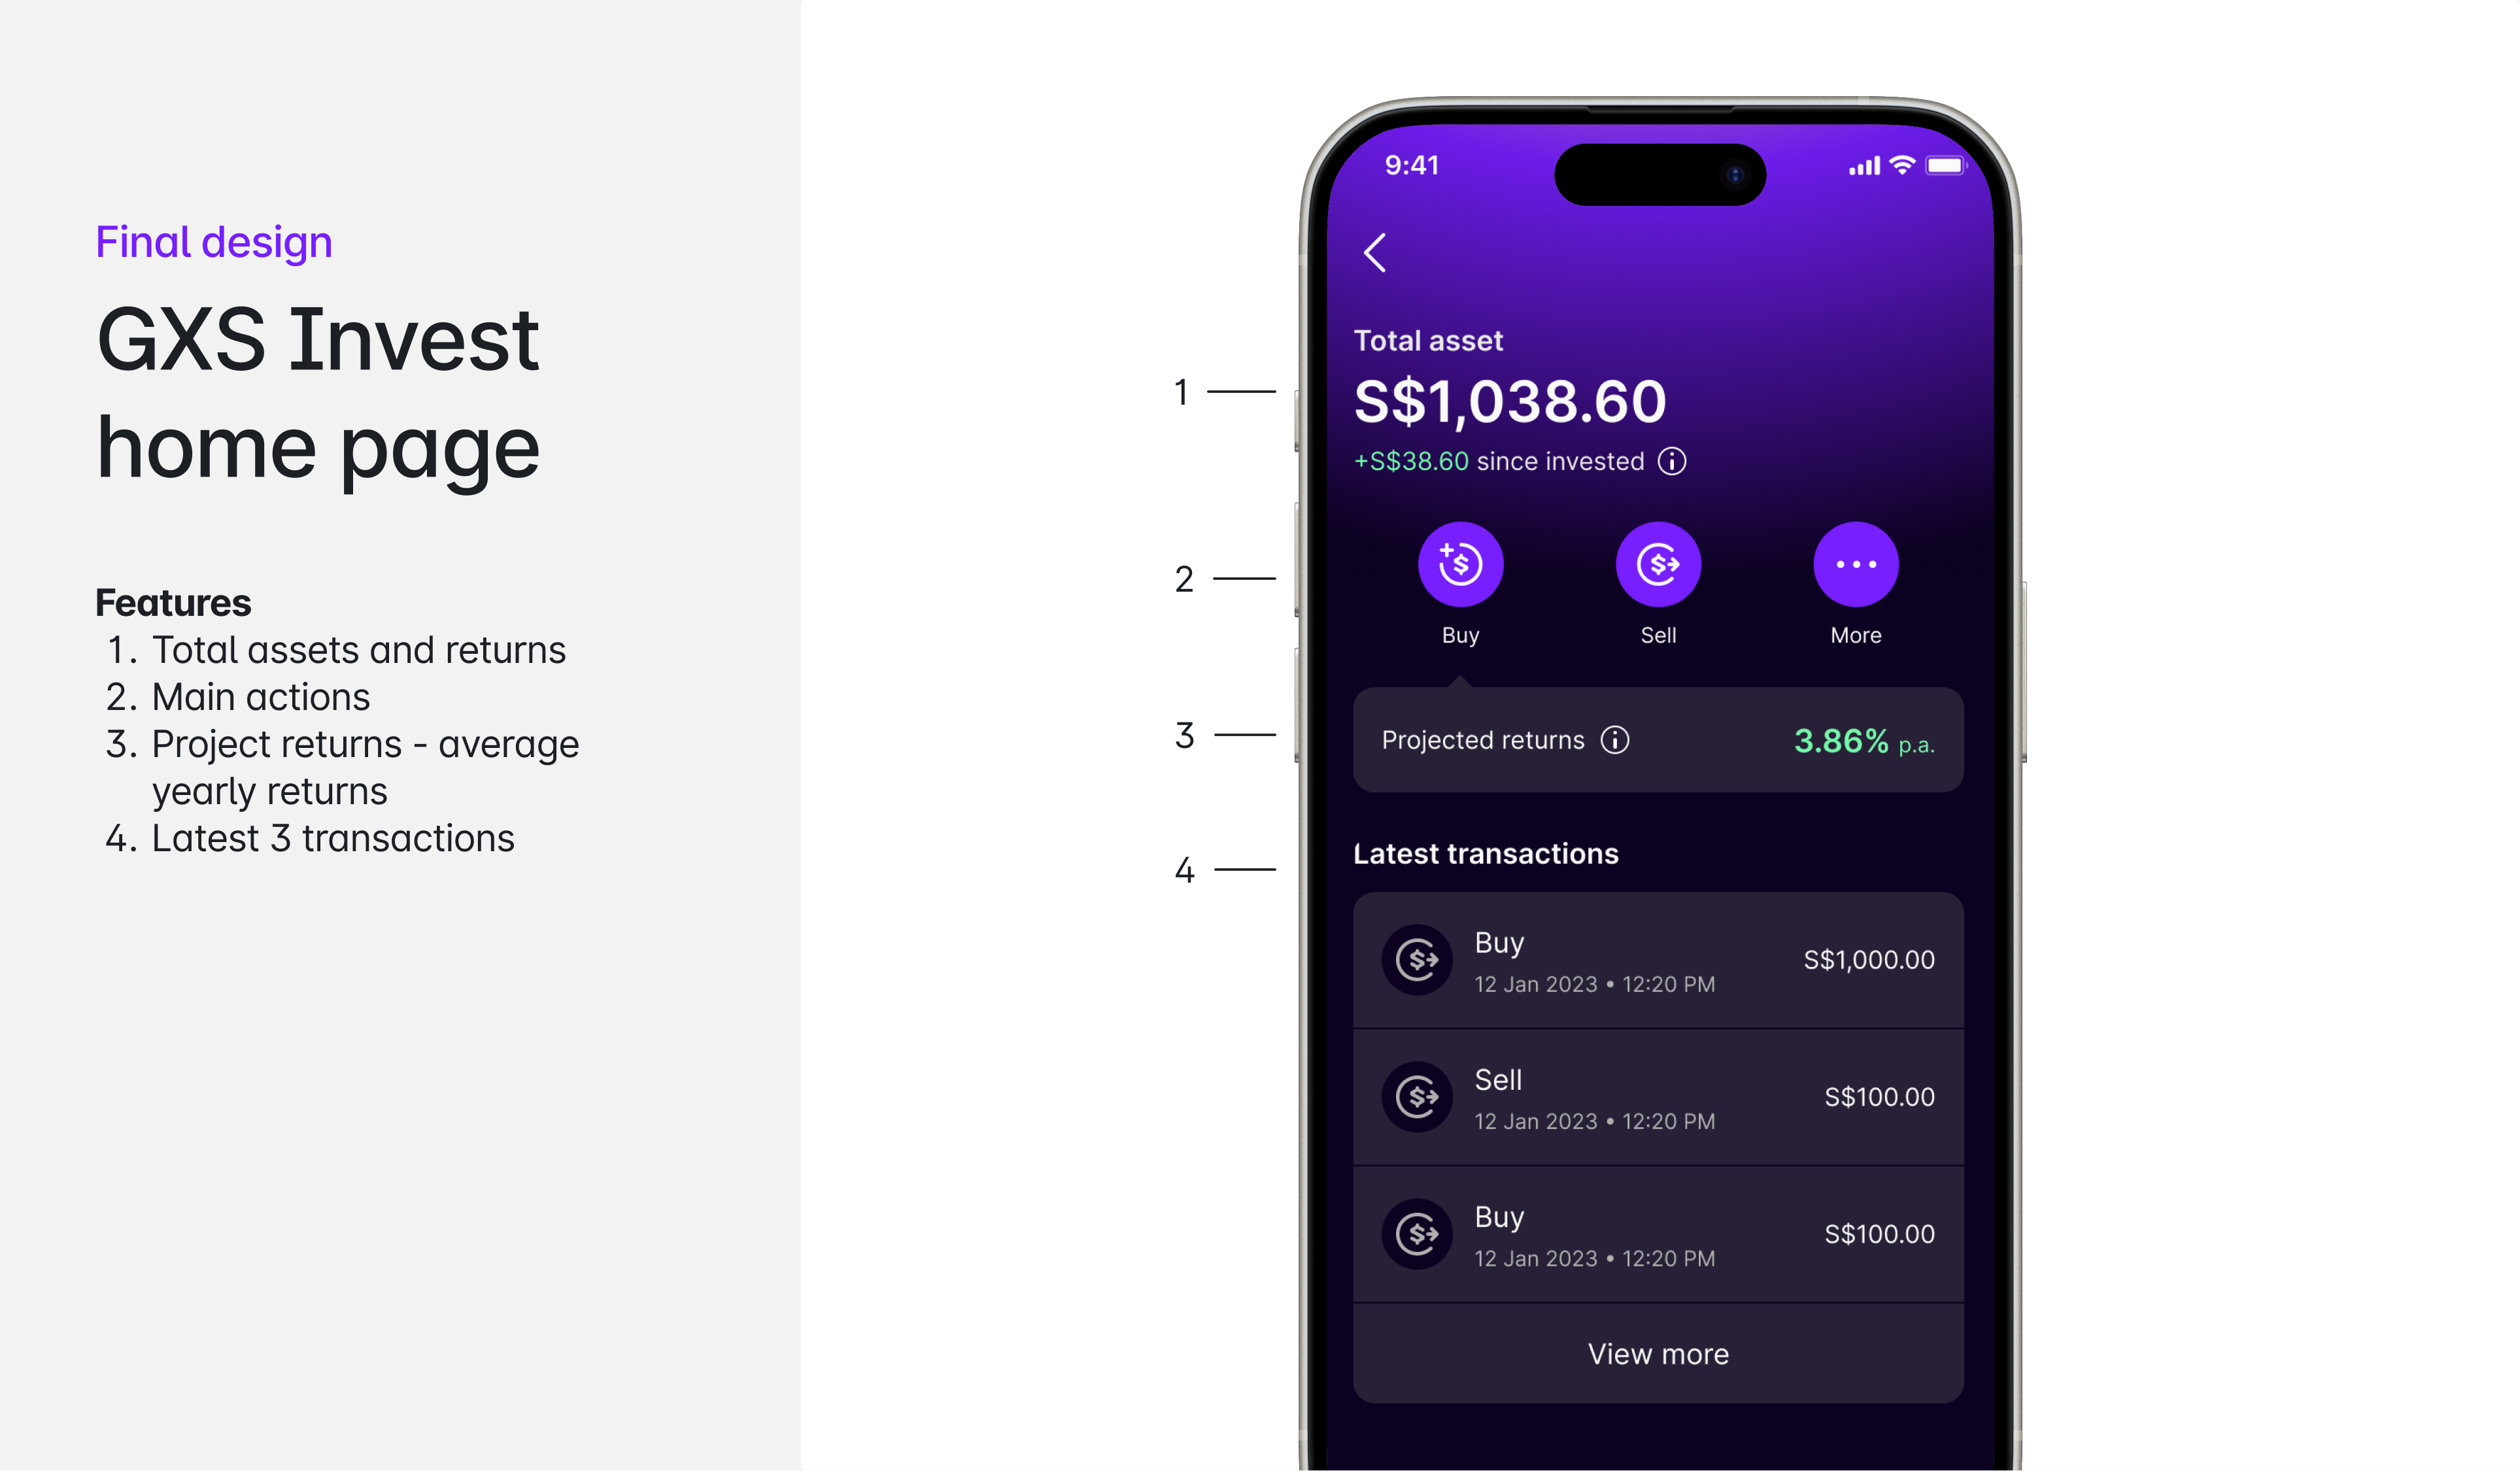 Final design
GXS Invest
home page
Features
1. Total assets and returns
2. Main actions
3. Project returns - average
yearly returns
4. Latest 3 transactions
1
2
3
4
9:41
Total asset
S$1,038.60
+S$38.60 since invested
Buy
Sell
More
Projected returns
3.86% p.a.
Latest transactions
Buy
12 Jan 2023 • 12:20 PM
S$1,000.00
Sell
12 Jan 2023 • 12:20 PM
S$100.00
Buy
12 Jan 2023 • 12:20 PM
S$100.00
View more